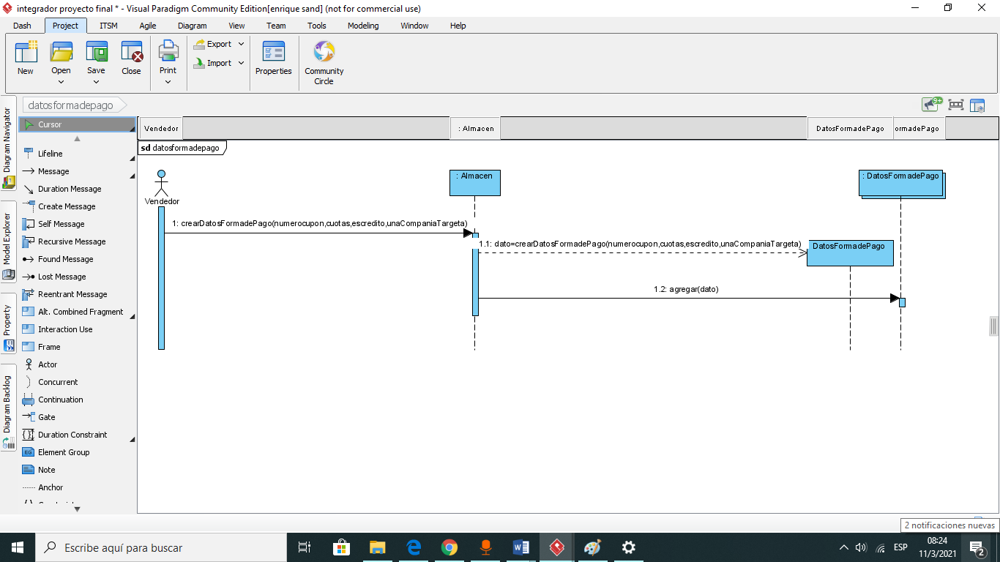 integrador proyecto final * - Visual Paradigm Community Edition[enrique sand] (not for commercial use)
Dash Project ITSM Agile Diagram View Team Tools Modeling Window Help
New Open Save Close Print Export Import Properties Community Circle
datosformadepago
9+
Diagram Navigator
Model Explorer
Property
Diagram Backlog
Cursor
Lifeline
Message
Duration Message
Create Message
Self Message
Recursive Message
Found Message
Lost Message
Reentrant Message
Alt. Combined Fragment
Interaction Use
Frame
Actor
Concurrent
Continuation
Gate
Duration Constraint
EG Element Group
Note
Anchor
Vendedor : Almacen DatosFormadePago ormadePago
sd datosformadepago
: Almacen : DatosFormadePago
Vendedor
1: crearDatosFormadePago(numerocupon,cuotas,escredito,unaCompaniaTargeta)
1.1: dato=crearDatosFormadePago(numerocupon,cuotas,escredito,unaCompaniaTargeta)
DatosFormadePago
1.2: agregar(dato)
2 notificaciones nuevas
Escribe aquí para buscar
ESP
08:24
11/3/2021
2